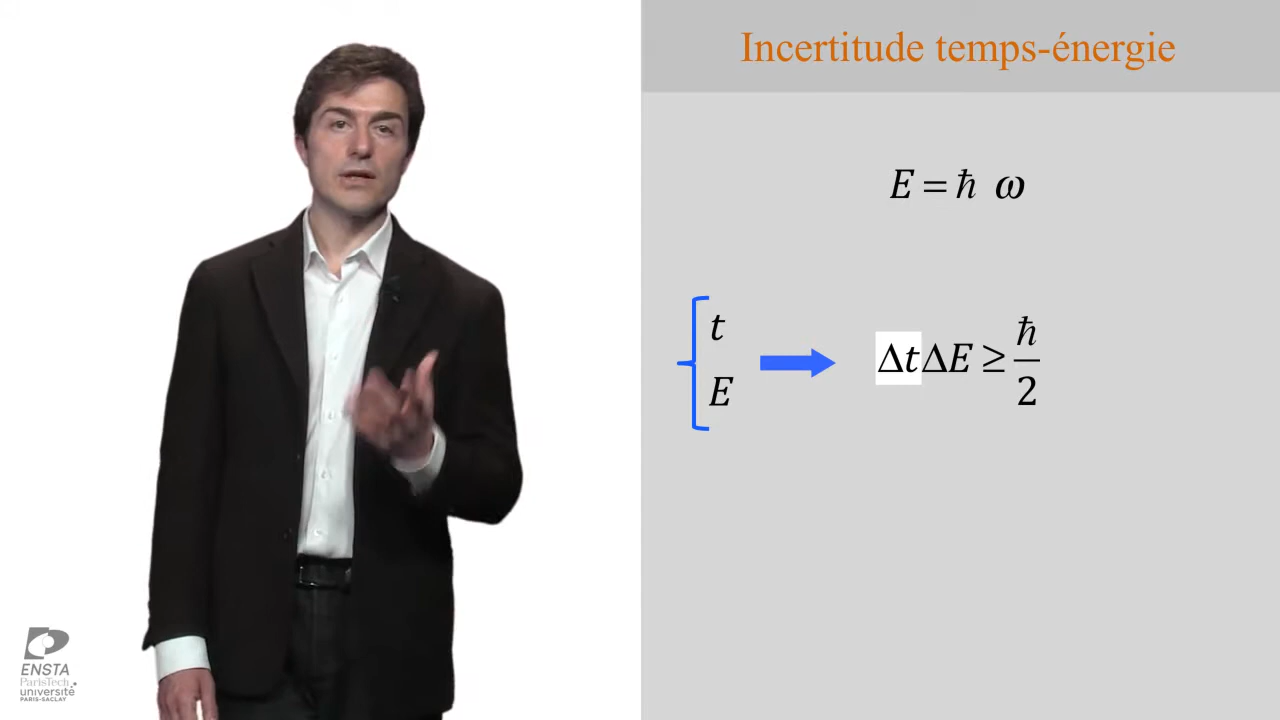 Incertitude temps-énergie
E = ħ ω
t
E
ΔtΔE ≥ ħ/2
ENSTA
ParisTech
université
PARIS-SACLAY